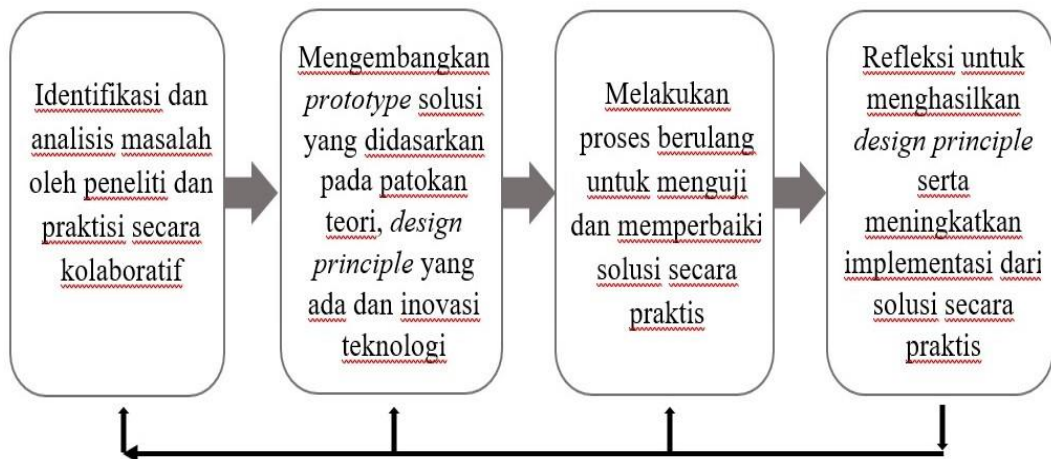 Identifikasi dan
analisis masalah
oleh peneliti dan
praktisi secara
kolaboratif
Mengembangkan
prototype solusi
yang didasarkan
pada patokan
teori, design
principle yang
ada dan inovasi
teknologi
Melakukan
proses berulang
untuk menguji
dan memperbaiki
solusi secara
praktis
Refleksi untuk
menghasilkan
design principle
serta
meningkatkan
implementasi dari
solusi secara
praktis